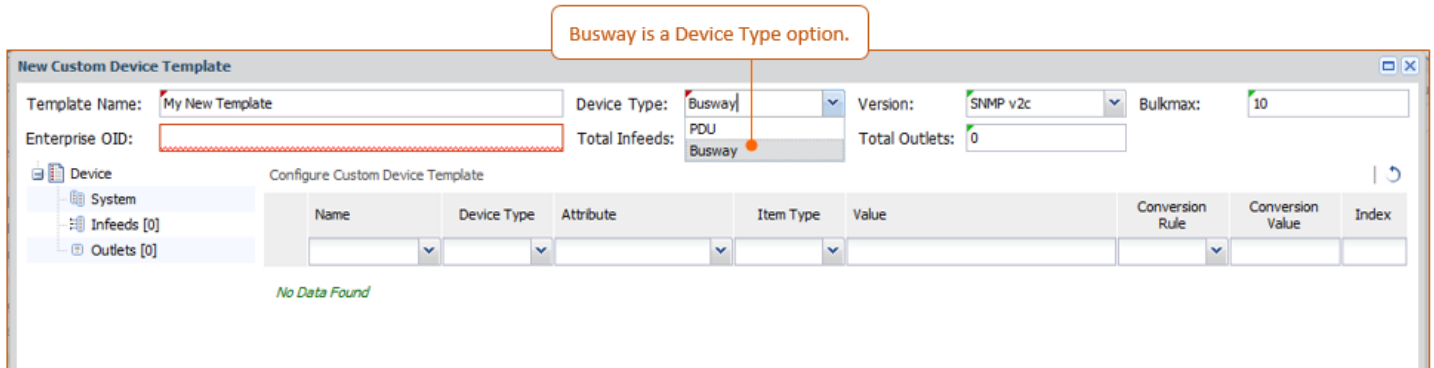 Busway is a Device Type option.
New Custom Device Template
Template Name: My New Template Device Type: Busway Version: SNMP v2c Bulkmax: 10
Enterprise OID: Total Infeeds: PDU Total Outlets: 0
Busway
Device Configure Custom Device Template
System
Infeeds [0]
Outlets [0]
Name Device Type Attribute Item Type Value Conversion Rule Conversion Value Index
No Data Found